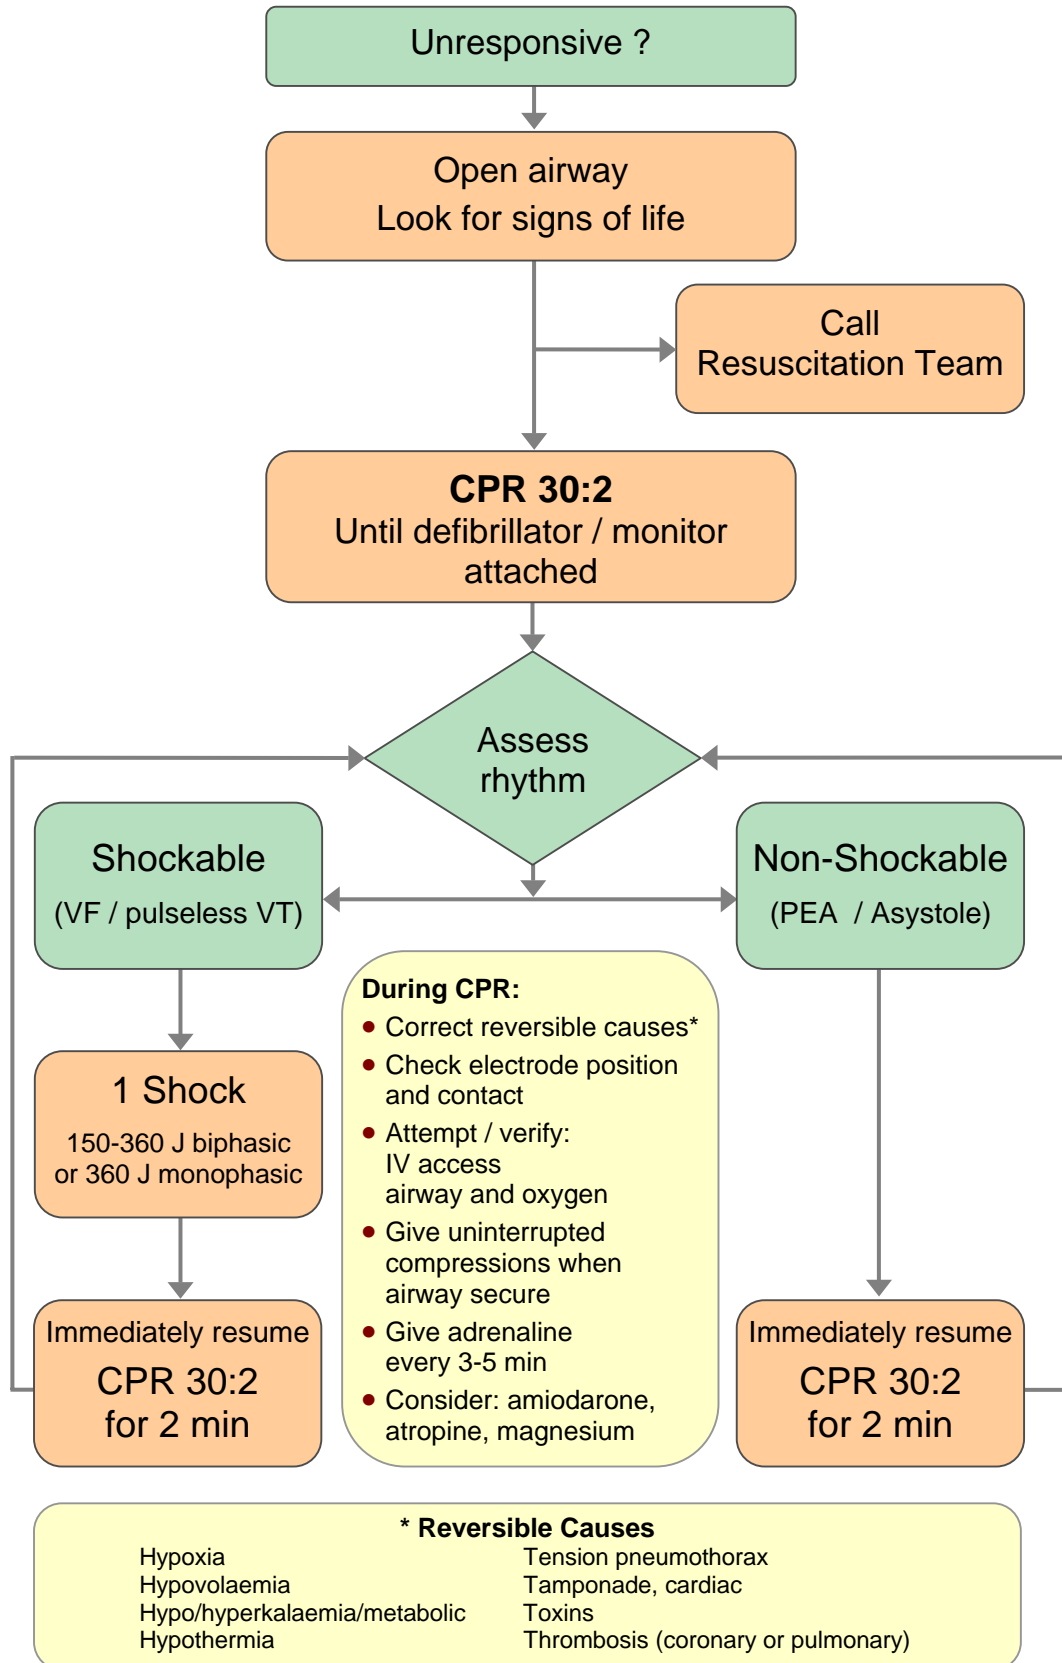 Unresponsive ?
Open airway
Look for signs of life
Call
Resuscitation Team
CPR 30:2
Until defibrillator / monitor
attached
Assess
rhythm
Shockable
(VF / pulseless VT)
Non-Shockable
(PEA / Asystole)
1 Shock
150-360 J biphasic
or 360 J monophasic
Immediately resume
CPR 30:2
for 2 min
During CPR:
• Correct reversible causes*
• Check electrode position
and contact
• Attempt / verify:
IV access
airway and oxygen
• Give uninterrupted
compressions when
airway secure
• Give adrenaline
every 3-5 min
• Consider: amiodarone,
atropine, magnesium
Immediately resume
CPR 30:2
for 2 min
* Reversible Causes
Hypoxia
Hypovolaemia
Hypo/hyperkalaemia/metabolic
Hypothermia
Tension pneumothorax
Tamponade, cardiac
Toxins
Thrombosis (coronary or pulmonary)